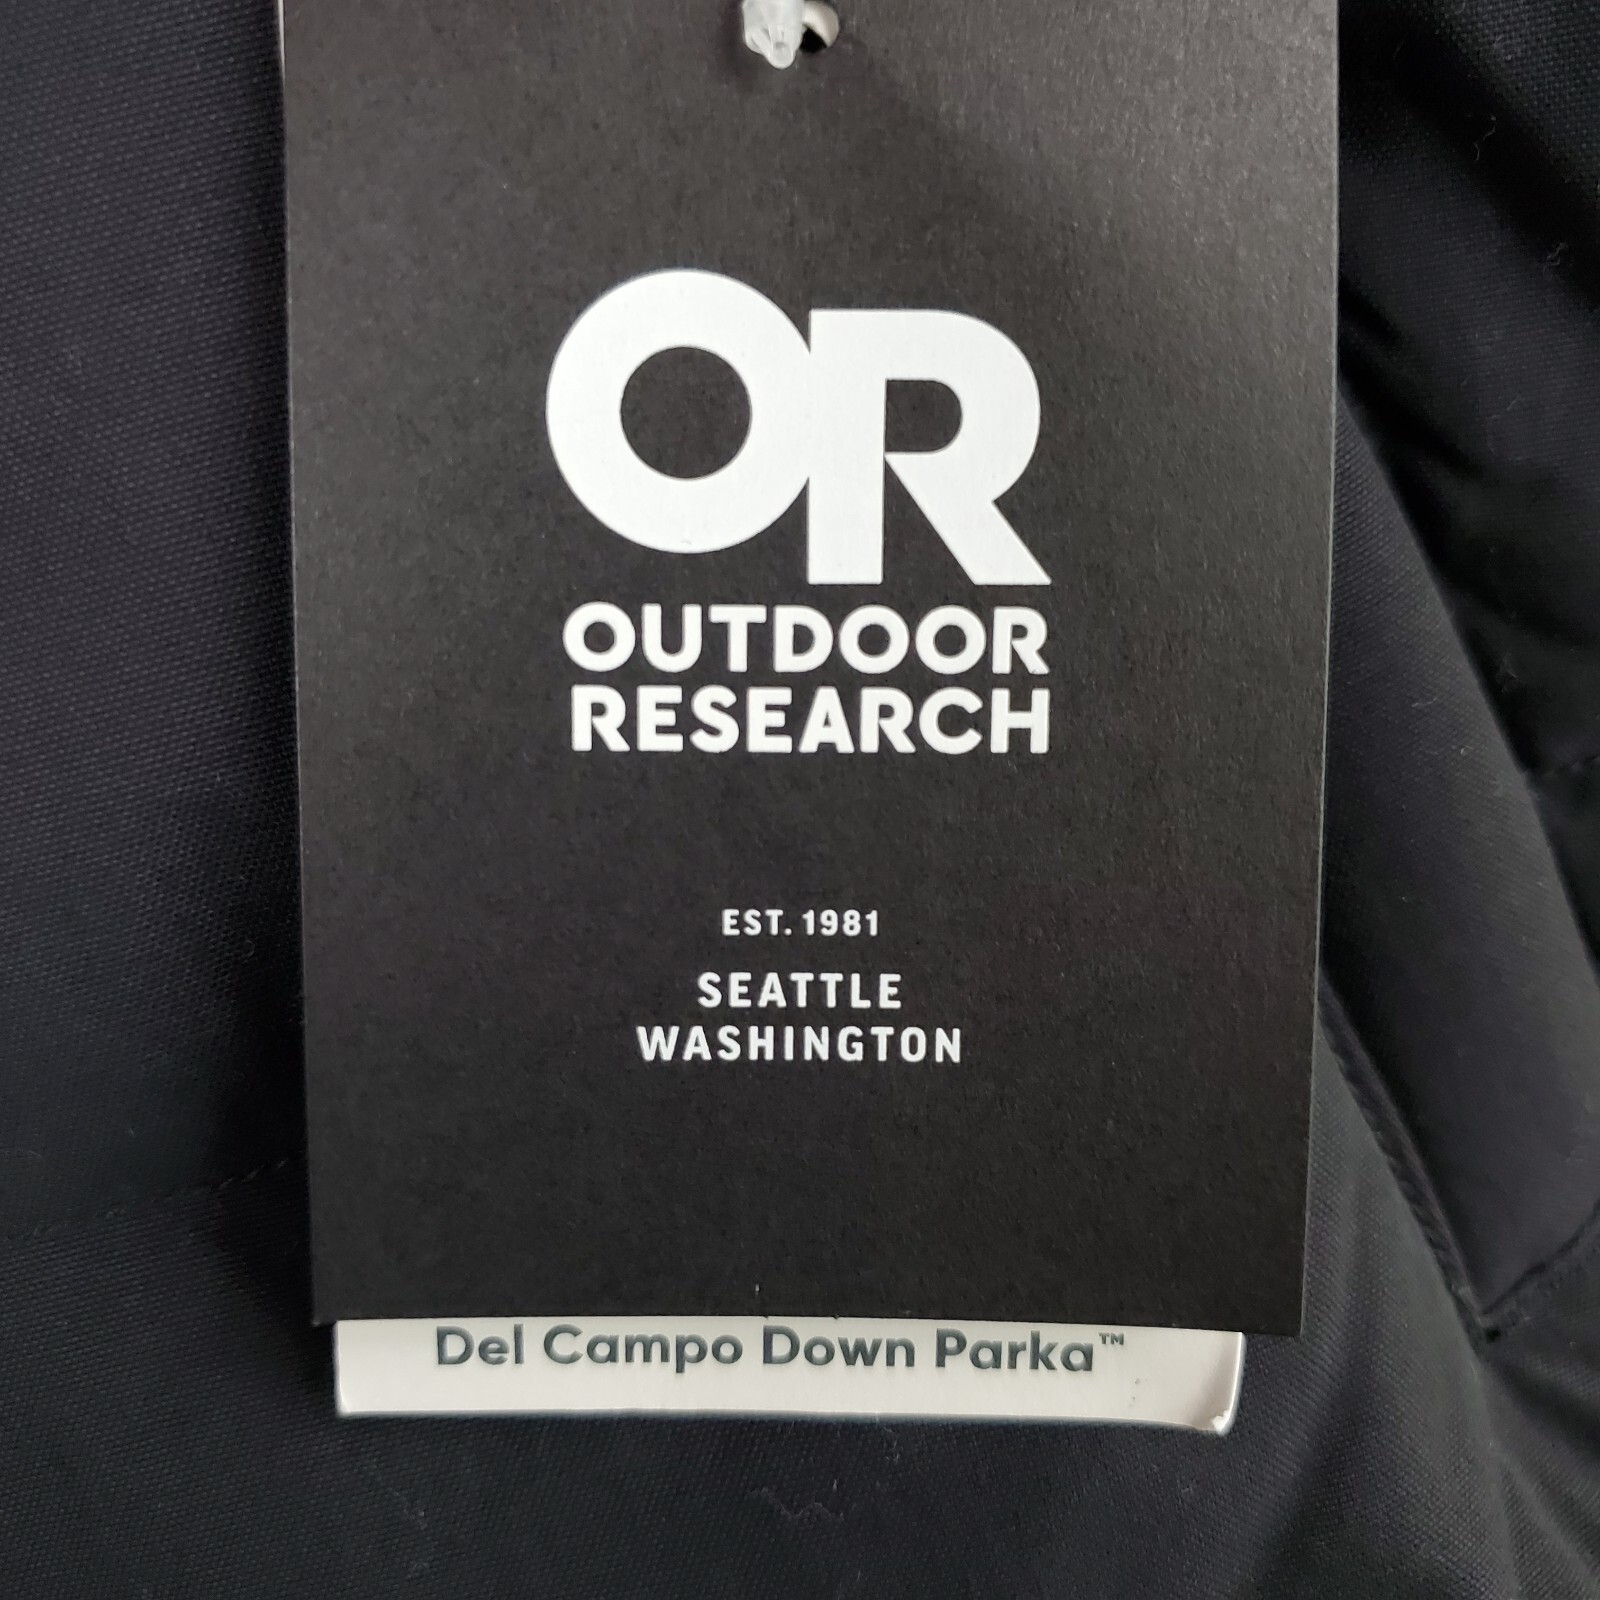 OR
OUTDOOR
RESEARCH
EST. 1981
SEATTLE
WASHINGTON
Del Campo Down Parka™